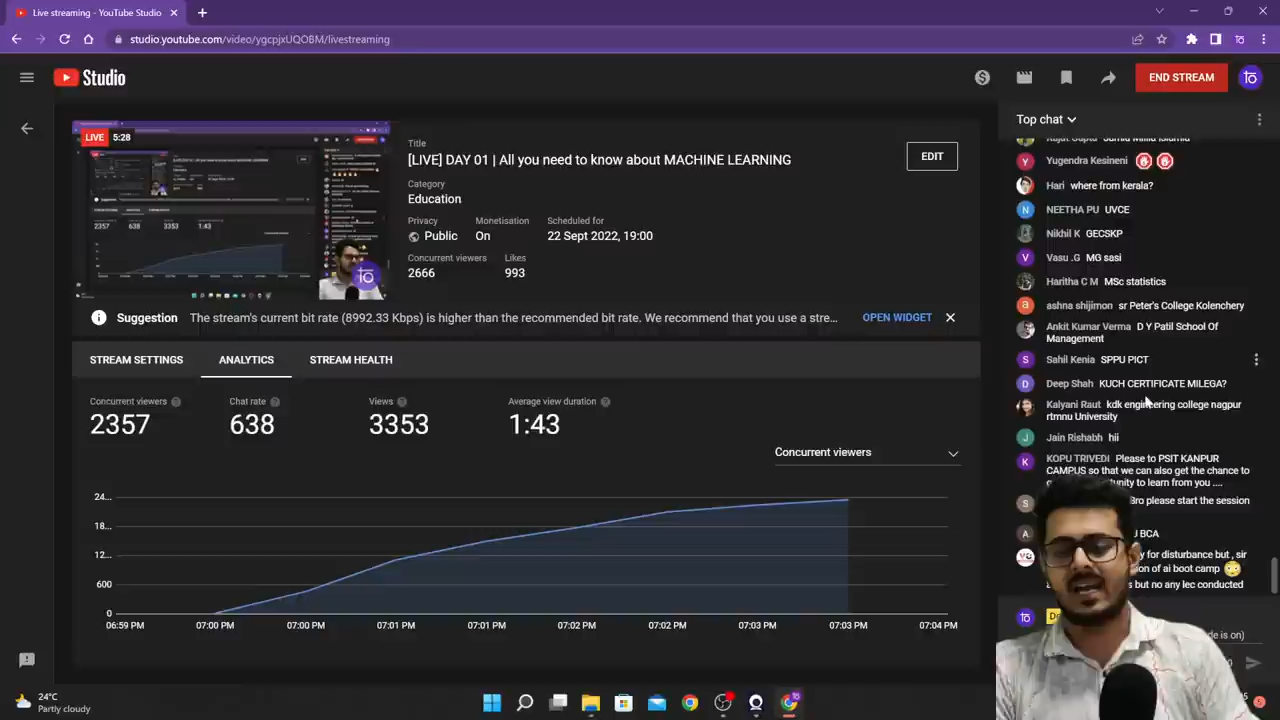 Live streaming - YouTube Studio
studio.youtube.com/video/ygcpjxUQOBM/livestreaming
Studio
END STREAM
LIVE 5:28
Title
[LIVE] DAY 01 | All you need to know about MACHINE LEARNING
EDIT
Category
Education
Privacy Monetisation Scheduled for
Public On 22 Sept 2022, 19:00
Concurrent viewers Likes
2666 993
Suggestion The stream's current bit rate (8992.33 Kbps) is higher than the recommended bit rate. We recommend that you use a stre... OPEN WIDGET
STREAM SETTINGS ANALYTICS STREAM HEALTH
Concurrent viewers Chat rate Views Average view duration
2357 638 3353 1:43
Concurrent viewers
24...
18...
12...
600
0
06:59 PM 07:00 PM 07:00 PM 07:01 PM 07:01 PM 07:02 PM 07:02 PM 07:03 PM 07:03 PM 07:04 PM
Top chat
Yugendra Kesineni
Hari where from kerala?
NEETHA PU UVCE
Nikhil K GECSKP
Vasu .G MG sasi
Haritha C M MSc statistics
ashna shijimon sr Peter's College Kolenchery
Ankit Kumar Verma D Y Patil School Of
Management
Sahil Kenia SPPU PICT
Deep Shah KUCH CERTIFICATE MILEGA?
Kalyani Raut kdk engineering college nagpur
rtmnu University
Jain Rishabh hii
KOPU TRIVEDI Please to PSIT KANPUR
CAMPUS so that we can also get the chance to
to learn from you ....
Bro please start the session
BCA
for disturbance but , sir
of ai boot camp
but no any lec conducted
is on)
24°C
Partly cloudy